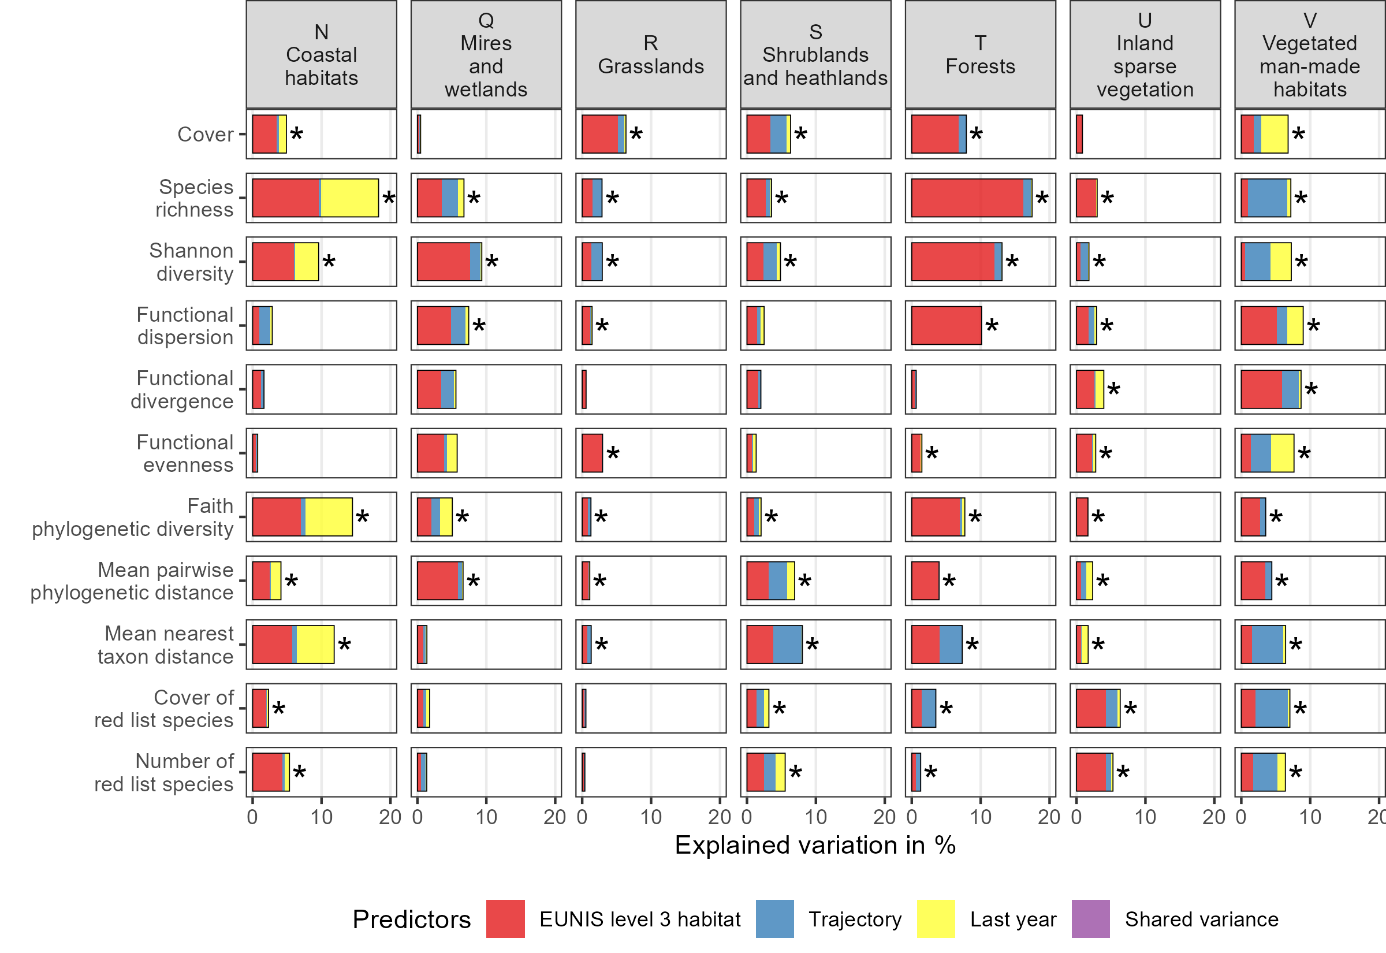 N
Coastal
habitats
Q
Mires
and
wetlands
R
Grasslands
S
Shrublands
and heathlands
T
Forests
U
Inland
sparse
vegetation
V
Vegetated
man-made
habitats
Cover
* * * * *
Species
richness
* * * * * * *
Shannon
diversity
* * * * * * *
Functional
dispersion
* * * * *
Functional
divergence
* *
Functional
evenness
* * * *
Faith
phylogenetic diversity
* * * * * * *
Mean pairwise
phylogenetic distance
* * * * * * *
Mean nearest
taxon distance
* * * * * *
Cover of
red list species
* * * * *
Number of
red list species
* * * * *
0 10 20 0 10 20 0 10 20 0 10 20 0 10 20 0 10 20 0 10 20
Explained variation in %
Predictors EUNIS level 3 habitat Trajectory Last year Shared variance